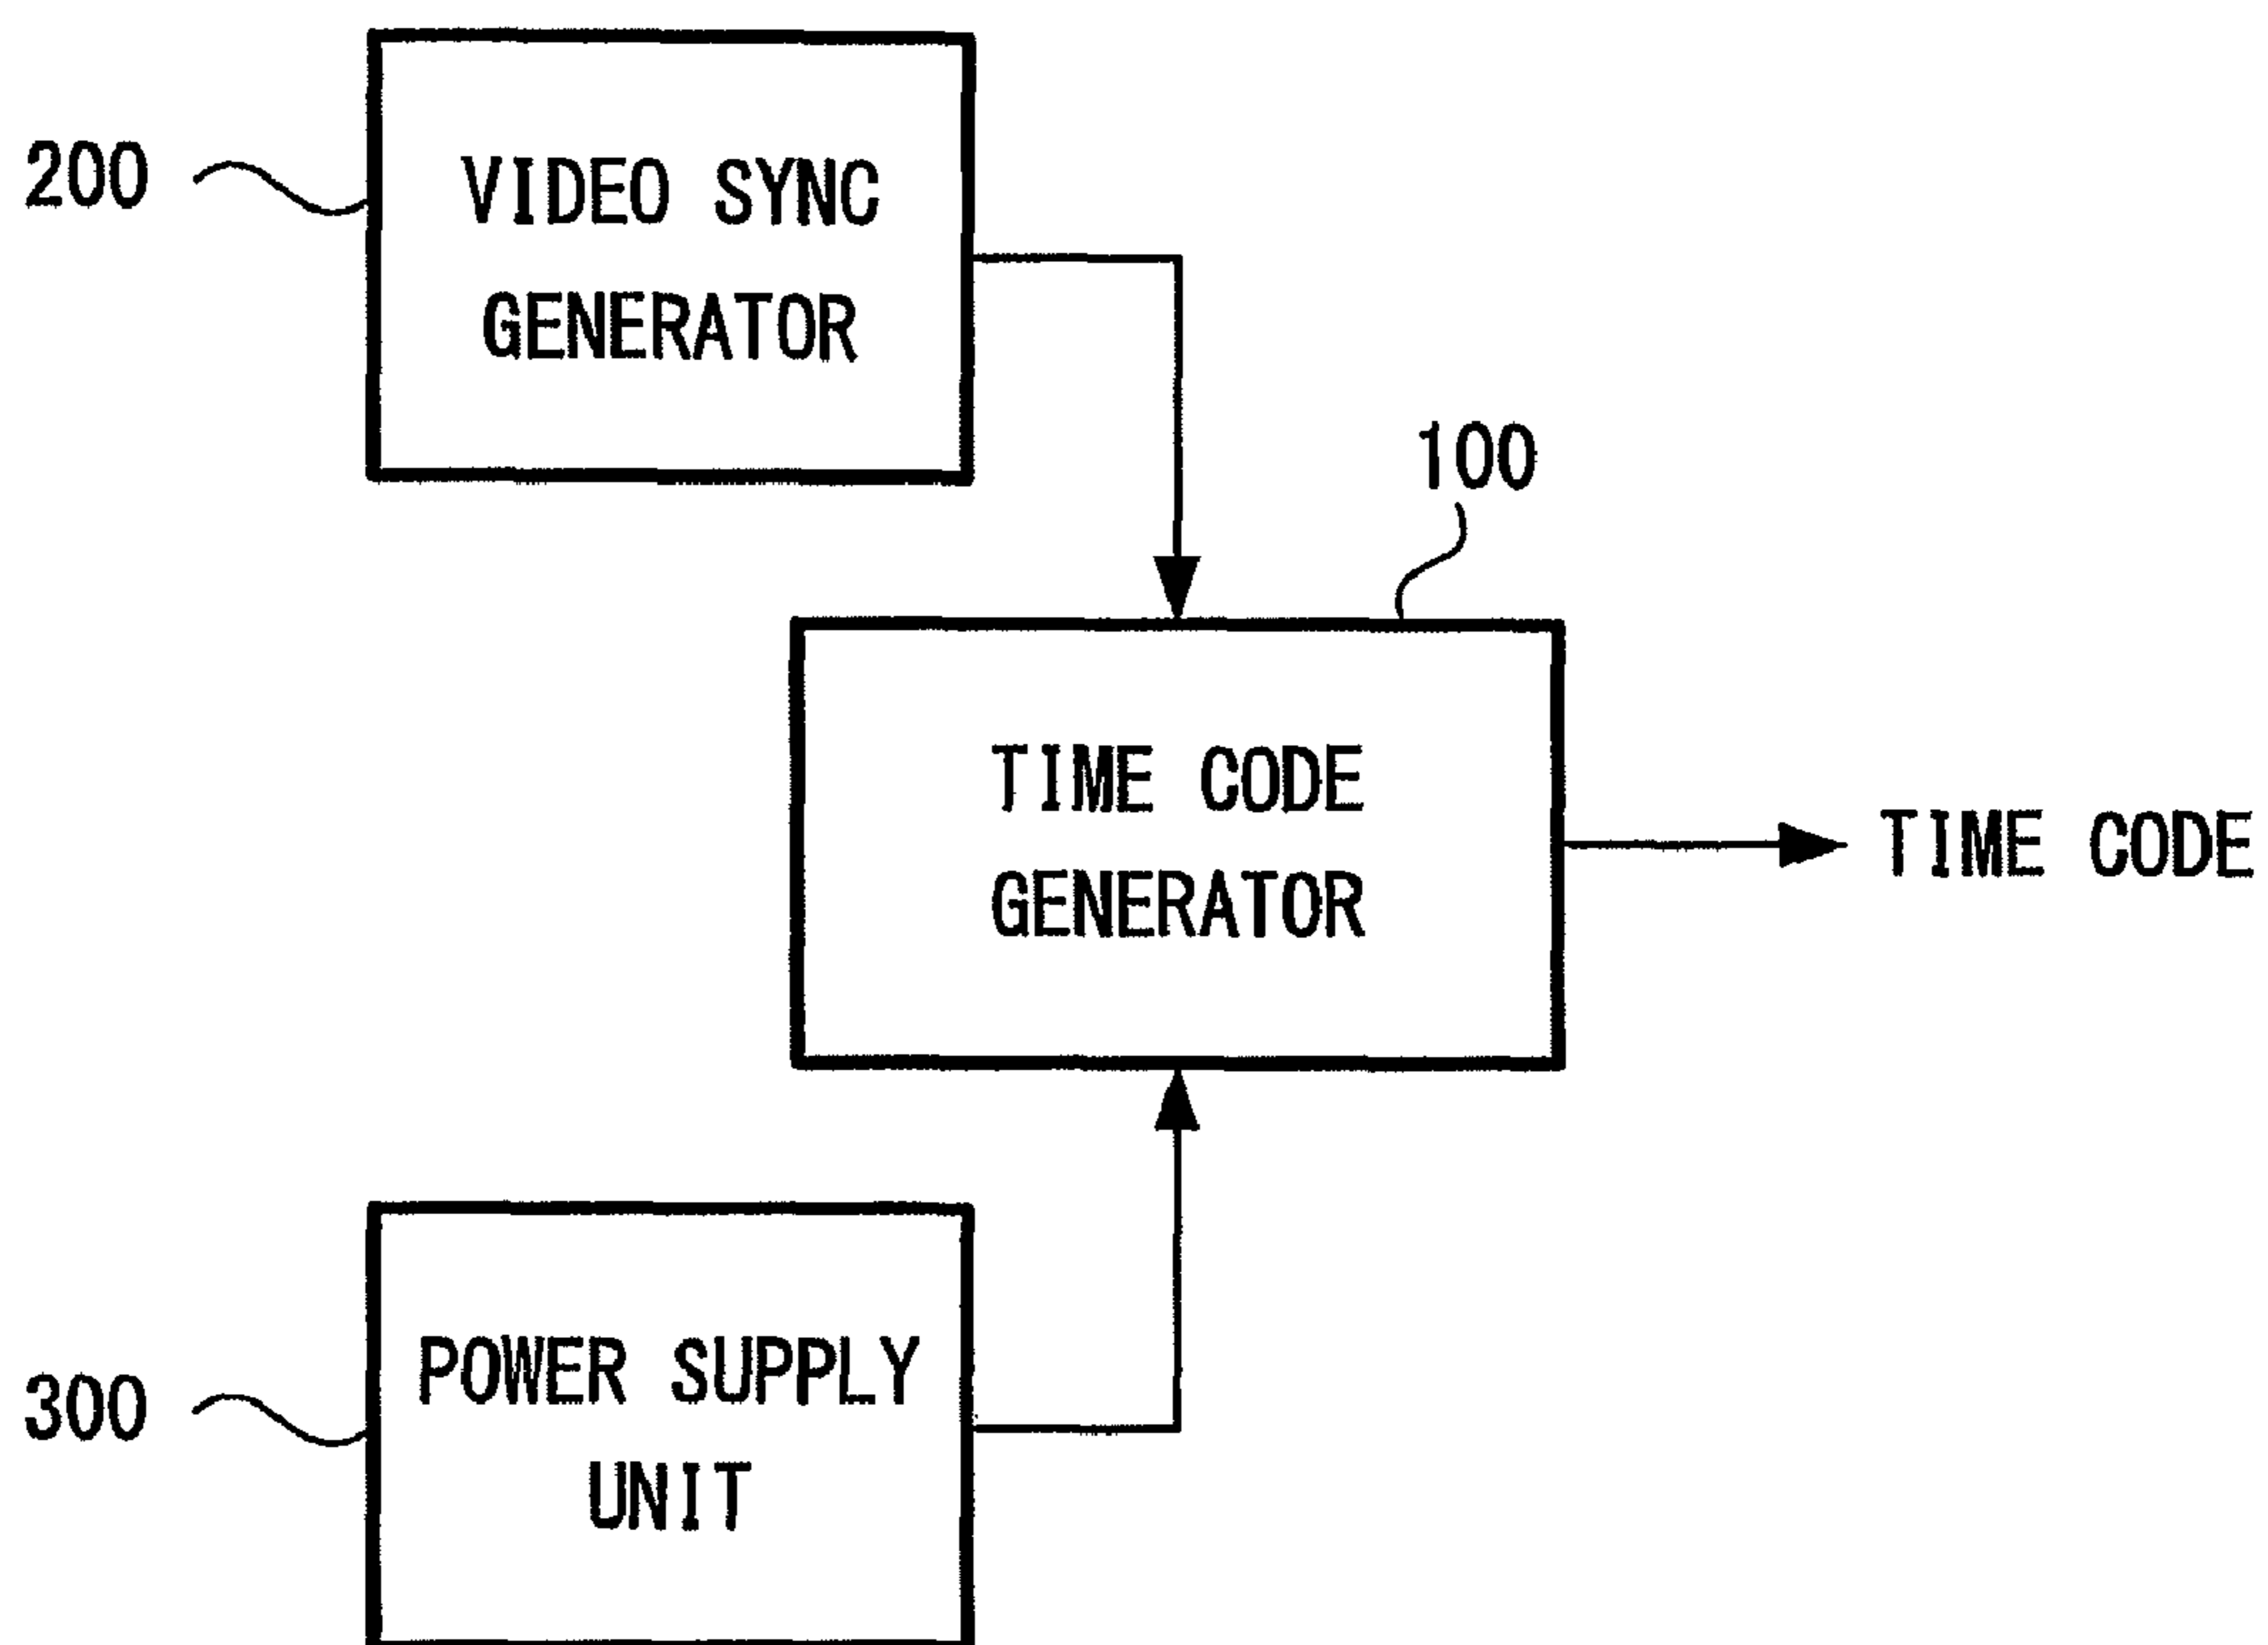 200
VIDEO SYNC
GENERATOR
100
TIME CODE
GENERATOR
TIME CODE
300
POWER SUPPLY
UNIT